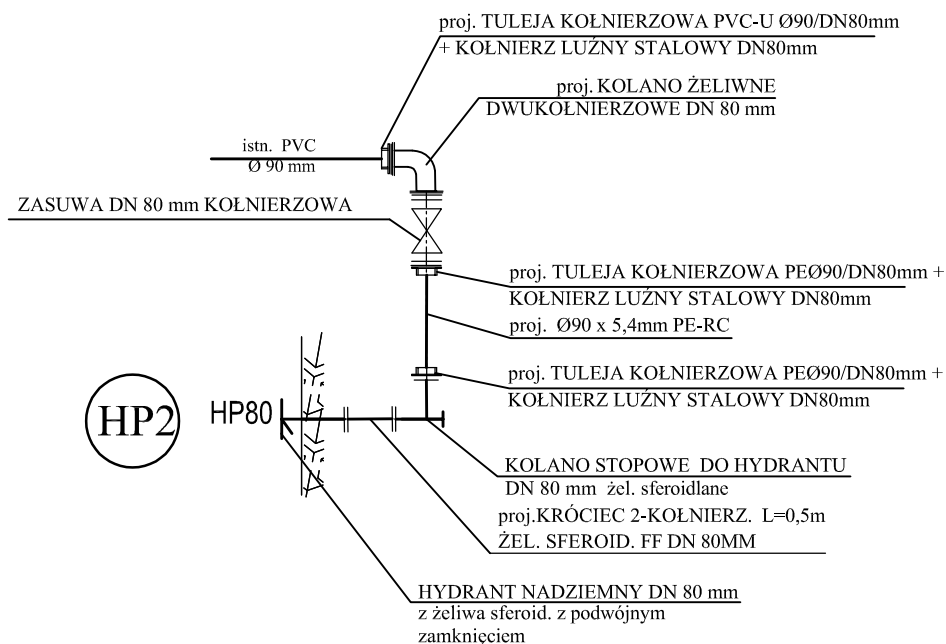 proj. TULEJA KOŁNIERZOWA PVC-U Ø90/DN80mm
+ KOŁNIERZ LUŹNY STALOWY DN80mm
proj. KOLANO ŻELIWNE
DWUKOŁNIERZOWE DN 80 mm
istn. PVC
Ø 90 mm
ZASUWA DN 80 mm KOŁNIERZOWA
proj. TULEJA KOŁNIERZOWA PEØ90/DN80mm +
KOŁNIERZ LUŹNY STALOWY DN80mm
proj. Ø90 x 5,4mm PE-RC
proj. TULEJA KOŁNIERZOWA PEØ90/DN80mm +
KOŁNIERZ LUŹNY STALOWY DN80mm
HP2
HP80
KOLANO STOPOWE DO HYDRANTU
DN 80 mm żel. sferoidlane
proj.KRÓCIEC 2-KOŁNIERZ. L=0,5m
ŻEL. SFEROID. FF DN 80MM
HYDRANT NADZIEMNY DN 80 mm
z żeliwa sferoid. z podwójnym
zamknięciem